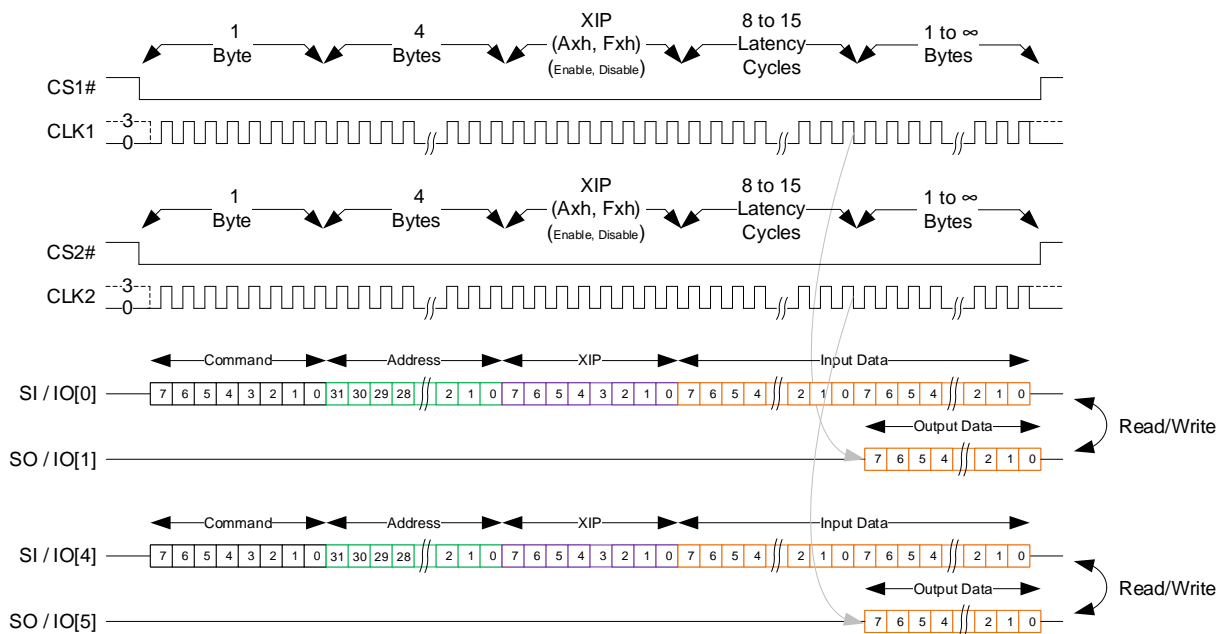 1 Byte
4 Bytes
XIP (Axh, Fxh) (Enable, Disable)
8 to 15 Latency Cycles
1 to ∞ Bytes
CS1#
CLK1 3 0
1 Byte
4 Bytes
XIP (Axh, Fxh) (Enable, Disable)
8 to 15 Latency Cycles
1 to ∞ Bytes
CS2#
CLK2 3 0
Command Address XIP Input Data
SI / IO[0] 7 6 5 4 3 2 1 0 31 30 29 28 2 1 0 7 6 5 4 3 2 1 0 7 6 5 4 2 1 0 7 6 5 4 2 1 0
Read/Write
Output Data
SO / IO[1] 7 6 5 4 2 1 0
Command Address XIP Input Data
SI / IO[4] 7 6 5 4 3 2 1 0 31 30 29 28 2 1 0 7 6 5 4 3 2 1 0 7 6 5 4 2 1 0 7 6 5 4 2 1 0
Read/Write
Output Data
SO / IO[5] 7 6 5 4 2 1 0